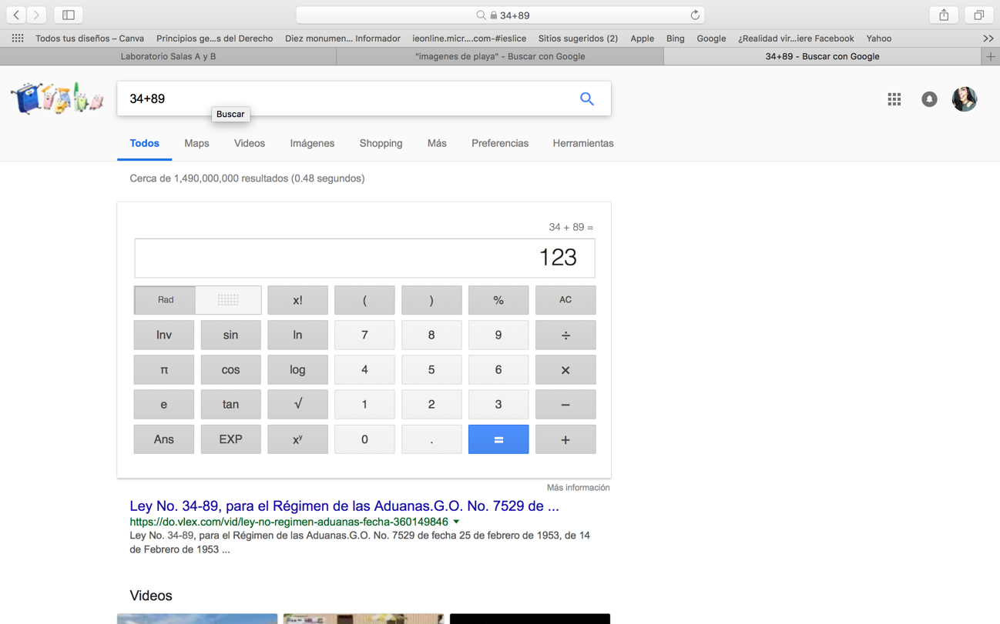 34+89
Todos tus diseños – Canva Principios ge...s del Derecho Diez monumen... Informador ieonline.micr....com-#ieslice Sitios sugeridos (2) Apple Bing Google ¿Realidad vir...iere Facebook Yahoo
Laboratorio Salas A y B "imagenes de playa" - Buscar con Google 34+89 - Buscar con Google
34+89
Buscar
Todos Maps Videos Imágenes Shopping Más Preferencias Herramientas
Cerca de 1,490,000,000 resultados (0.48 segundos)
34 + 89 =
123
Rad x! ( ) % AC
Inv sin ln 7 8 9 ÷
π cos log 4 5 6 ×
e tan √ 1 2 3 −
Ans EXP xʸ 0 . = +
Más información
Ley No. 34-89, para el Régimen de las Aduanas.G.O. No. 7529 de ...
https://do.vlex.com/vid/ley-no-regimen-aduanas-fecha-360149846
Ley No. 34-89, para el Régimen de las Aduanas.G.O. No. 7529 de fecha 25 de febrero de 1953, de 14
de Febrero de 1953 ...
Videos